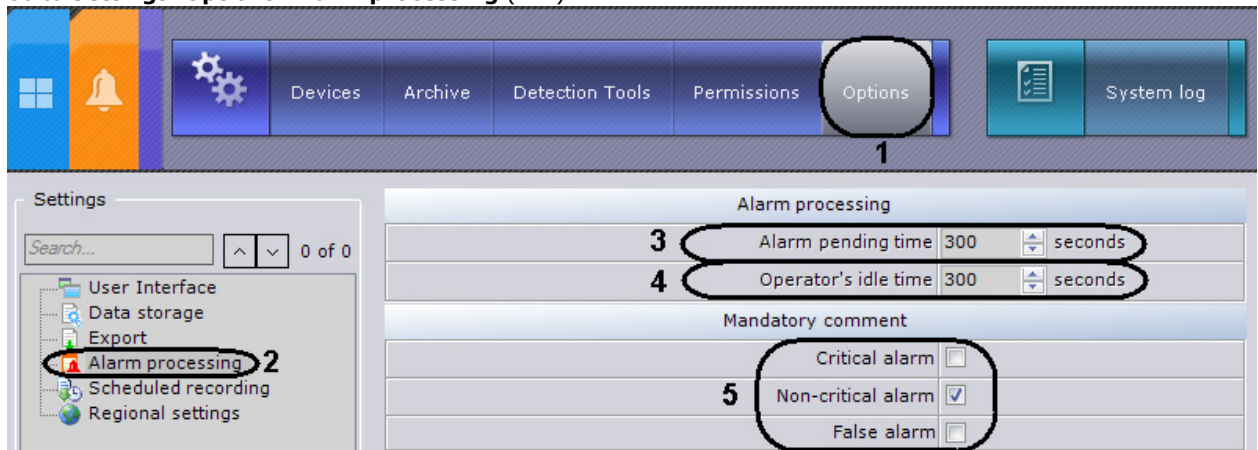 Devices Archive Detection Tools Permissions Options System log
1
Settings
Search... 0 of 0
User Interface
Data storage
Export
Alarm processing 2
Scheduled recording
Regional settings
Alarm processing
3 Alarm pending time 300 seconds
4 Operator's idle time 300 seconds
Mandatory comment
Critical alarm
5 Non-critical alarm
False alarm